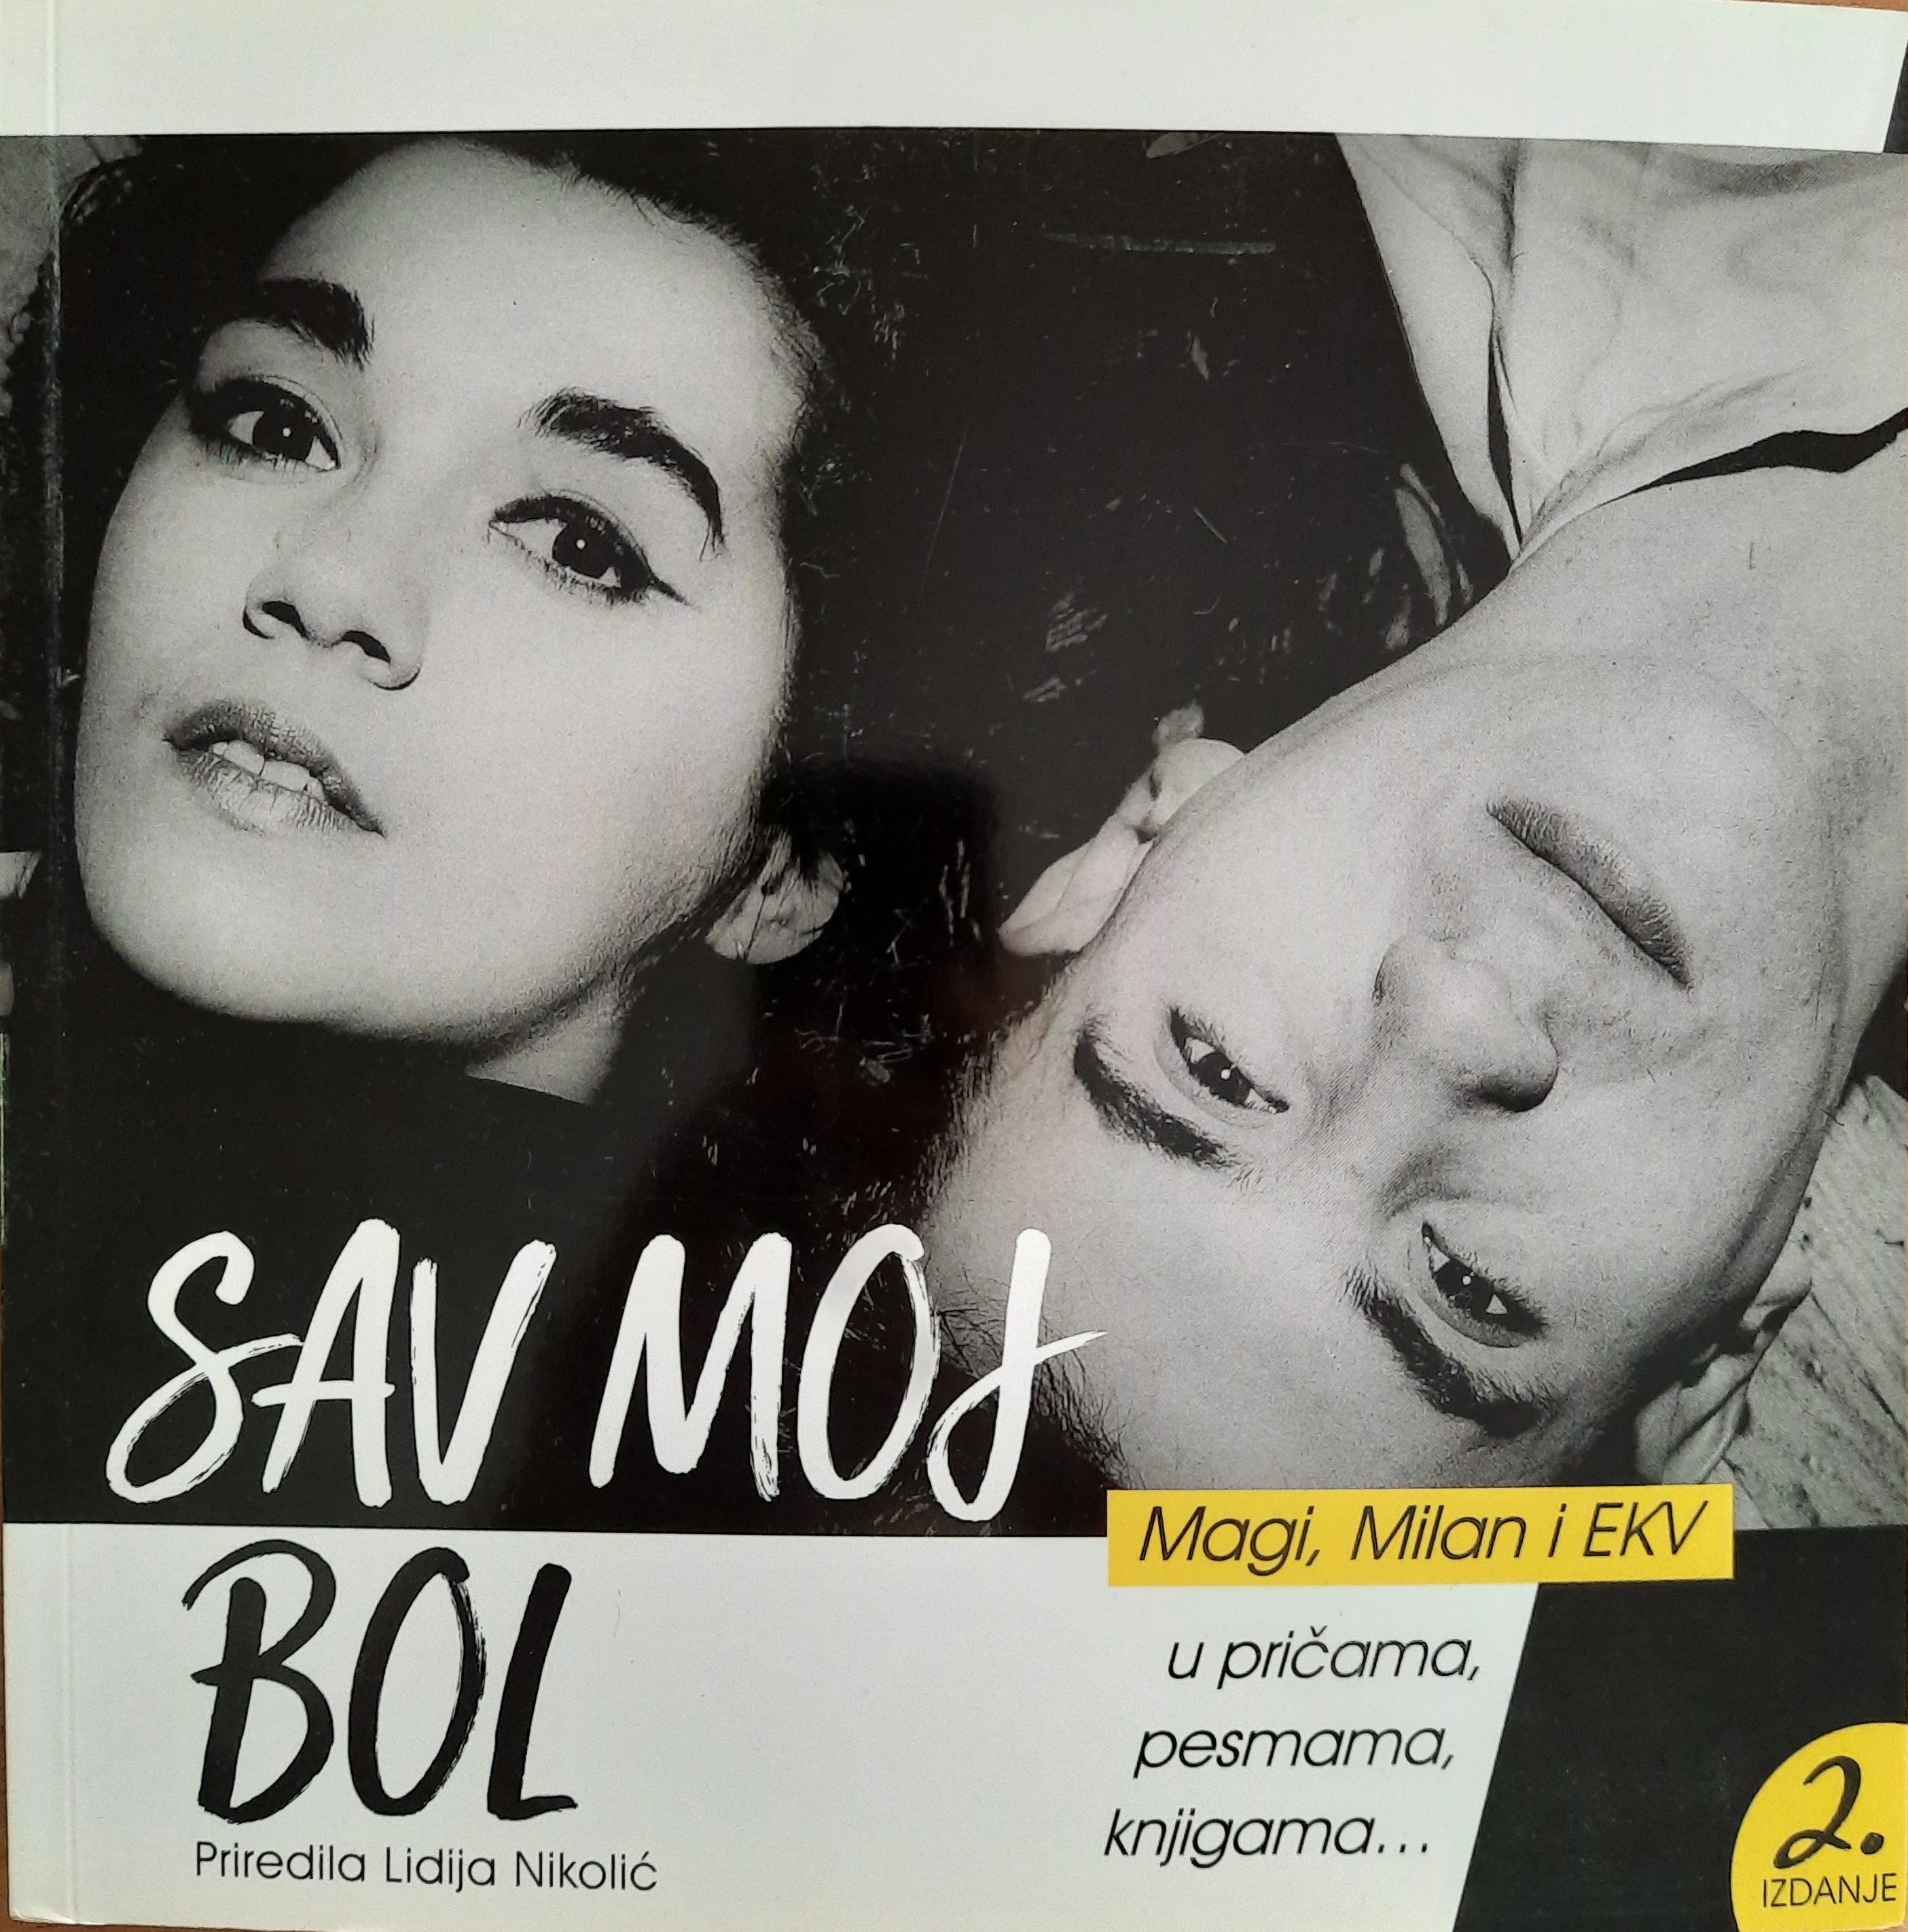 SAV MOJ
BOL
Priredila Lidija Nikolić
Magi, Milan i EKV
u pričama,
pesmama,
knjigama...
2.
IZDANJE